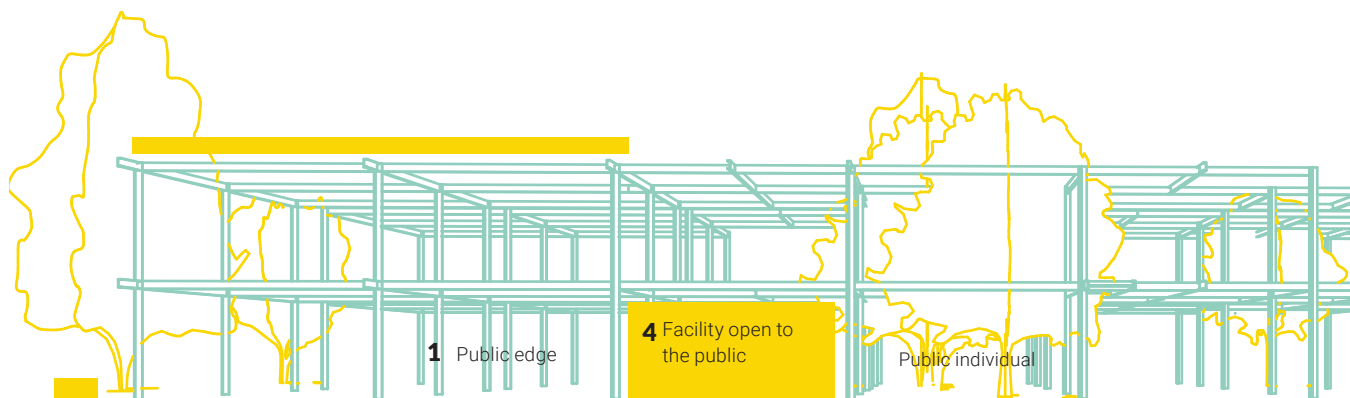 1 Public edge
4 Facility open to
the public
Public individual